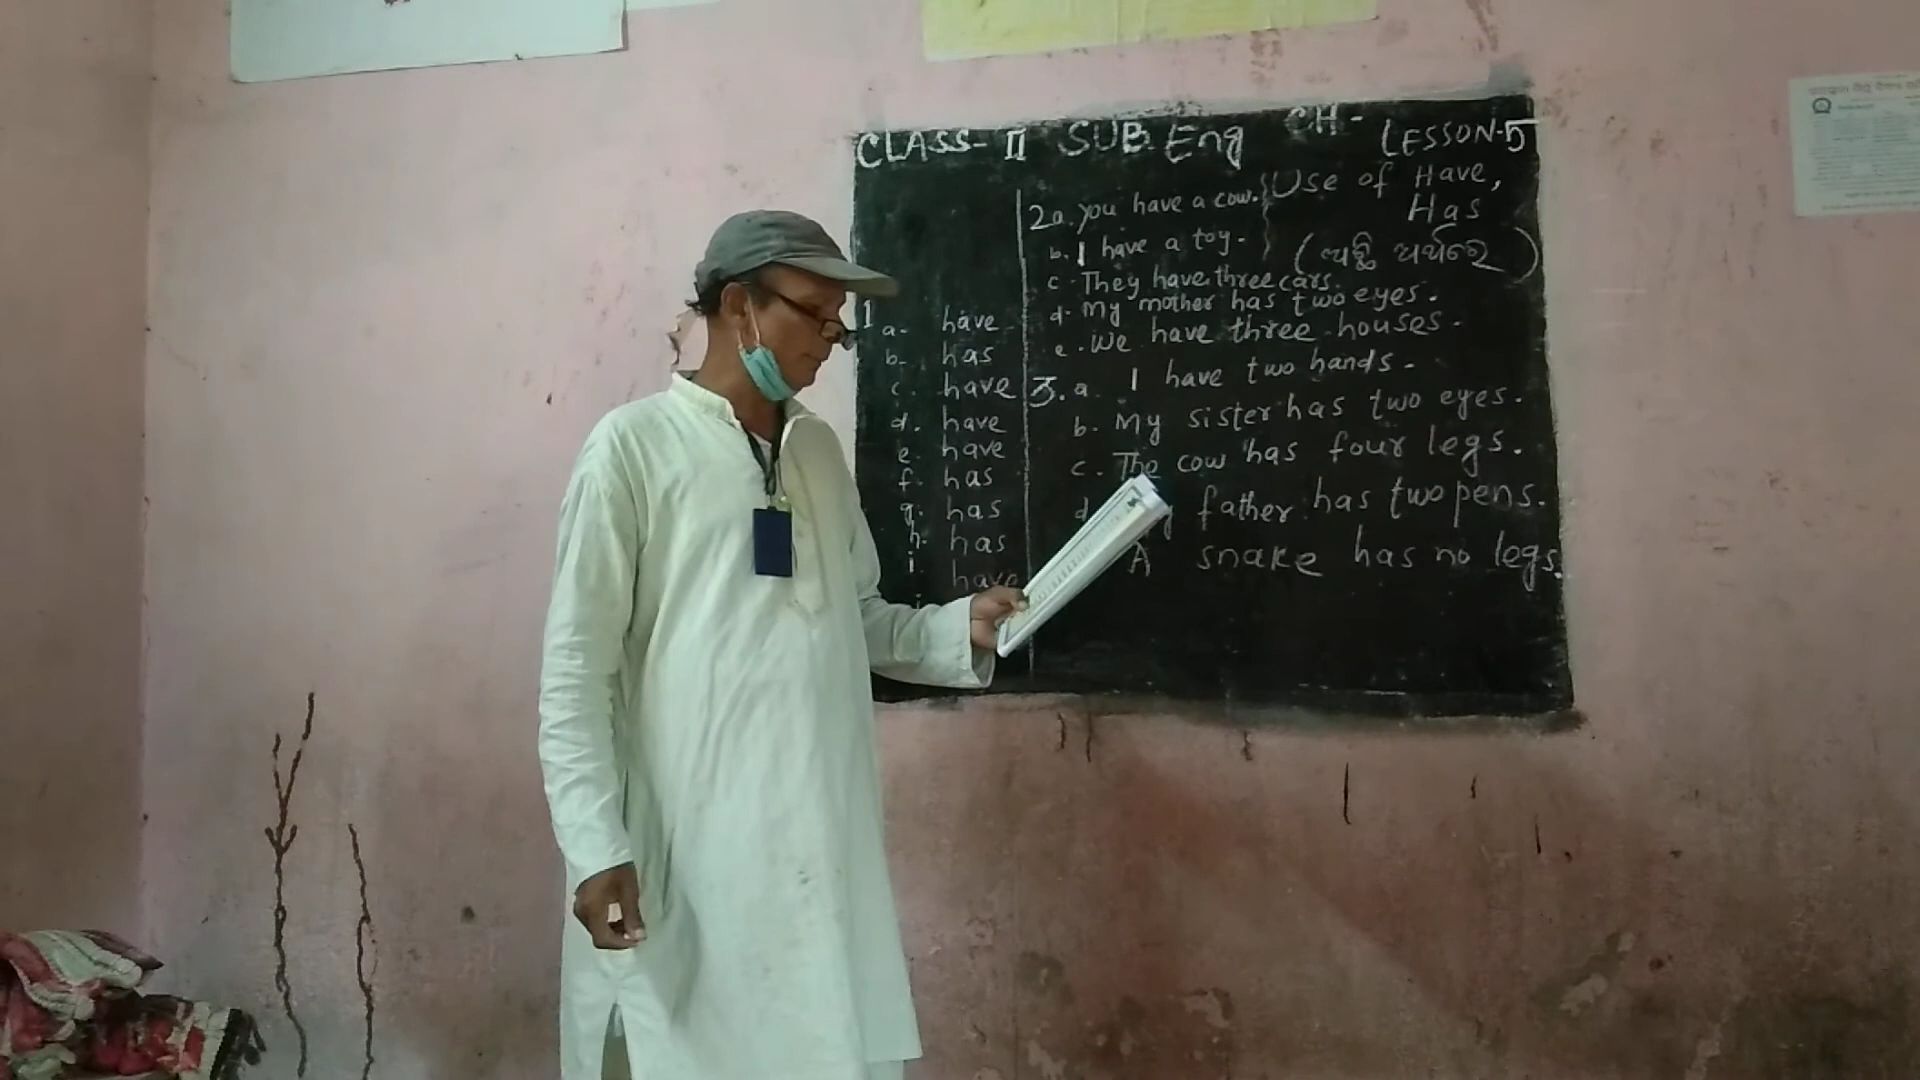 CLASS- II SUB. Eng CH - LESSON-5
Use of Have,
Has
(ଅଛି ଅର୍ଥରେ)
1
a. have
b. has
c. have
d. have
e. have
f. has
g. has
h. has
i. have
2a. you have a cow.
b. I have a toy.
c. They have three cars.
d. My mother has two eyes.
e. We have three houses.
3. a. I have two hands.
b. My sister has two eyes.
c. The cow has four legs.
d father has two pens.
A snake has no legs.